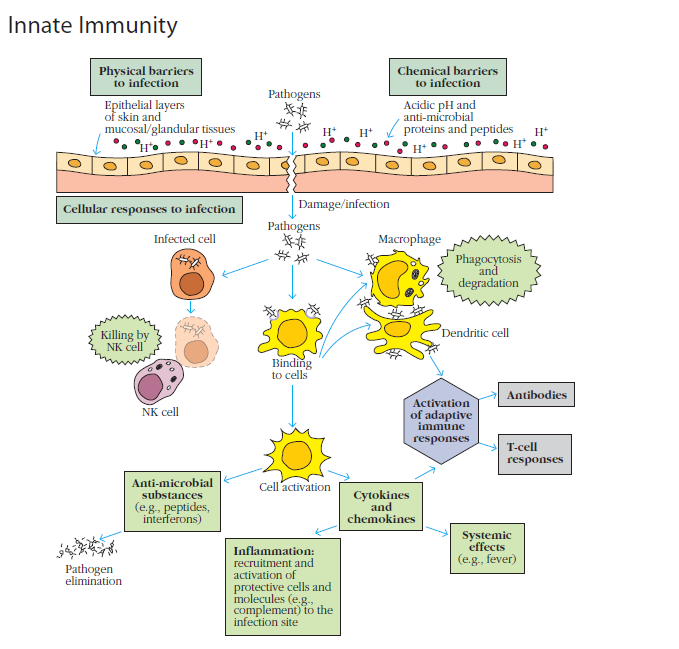 Innate Immunity
Physical barriers
to infection
Chemical barriers
to infection
Pathogens
Epithelial layers
of skin and
mucosal/glandular tissues
Acidic pH and
anti-microbial
proteins and peptides
H+
H+
H+
H+
H+
H+
H+
H+
Cellular responses to infection
Damage/infection
Pathogens
Infected cell
Macrophage
Phagocytosis
and
degradation
Killing by
NK cell
Dendritic cell
Binding
to cells
NK cell
Activation
of adaptive
immune
responses
Antibodies
T-cell
responses
Cell activation
Anti-microbial
substances
(e.g., peptides,
interferons)
Cytokines
and
chemokines
Systemic
effects
(e.g., fever)
Inflammation:
recruitment and
activation of
protective cells and
molecules (e.g.,
complement) to the
infection site
Pathogen
elimination